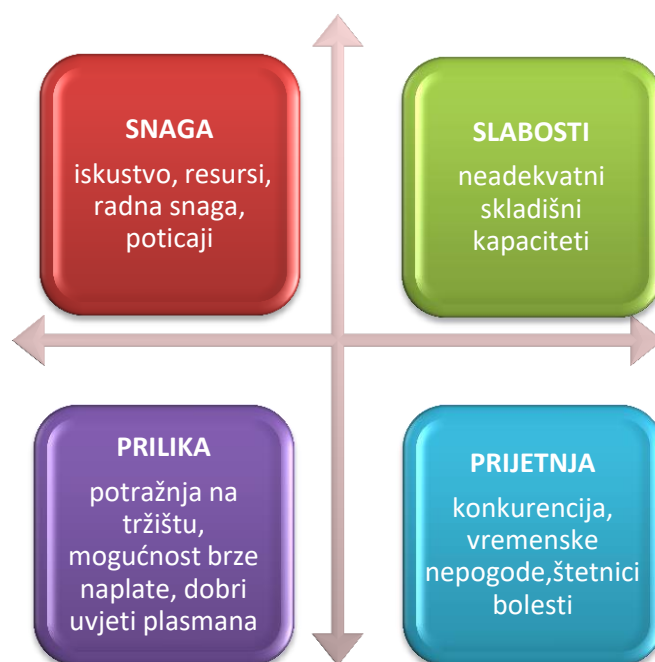 SNAGA
iskustvo, resursi,
radna snaga,
poticaji
SLABOSTI
neadekvatni
skladišni
kapaciteti
PRILIKA
potražnja na
tržištu,
mogućnost brze
naplate, dobri
uvjeti plasmana
PRIJETNJA
konkurencija,
vremenske
nepogode,štetnici
bolesti